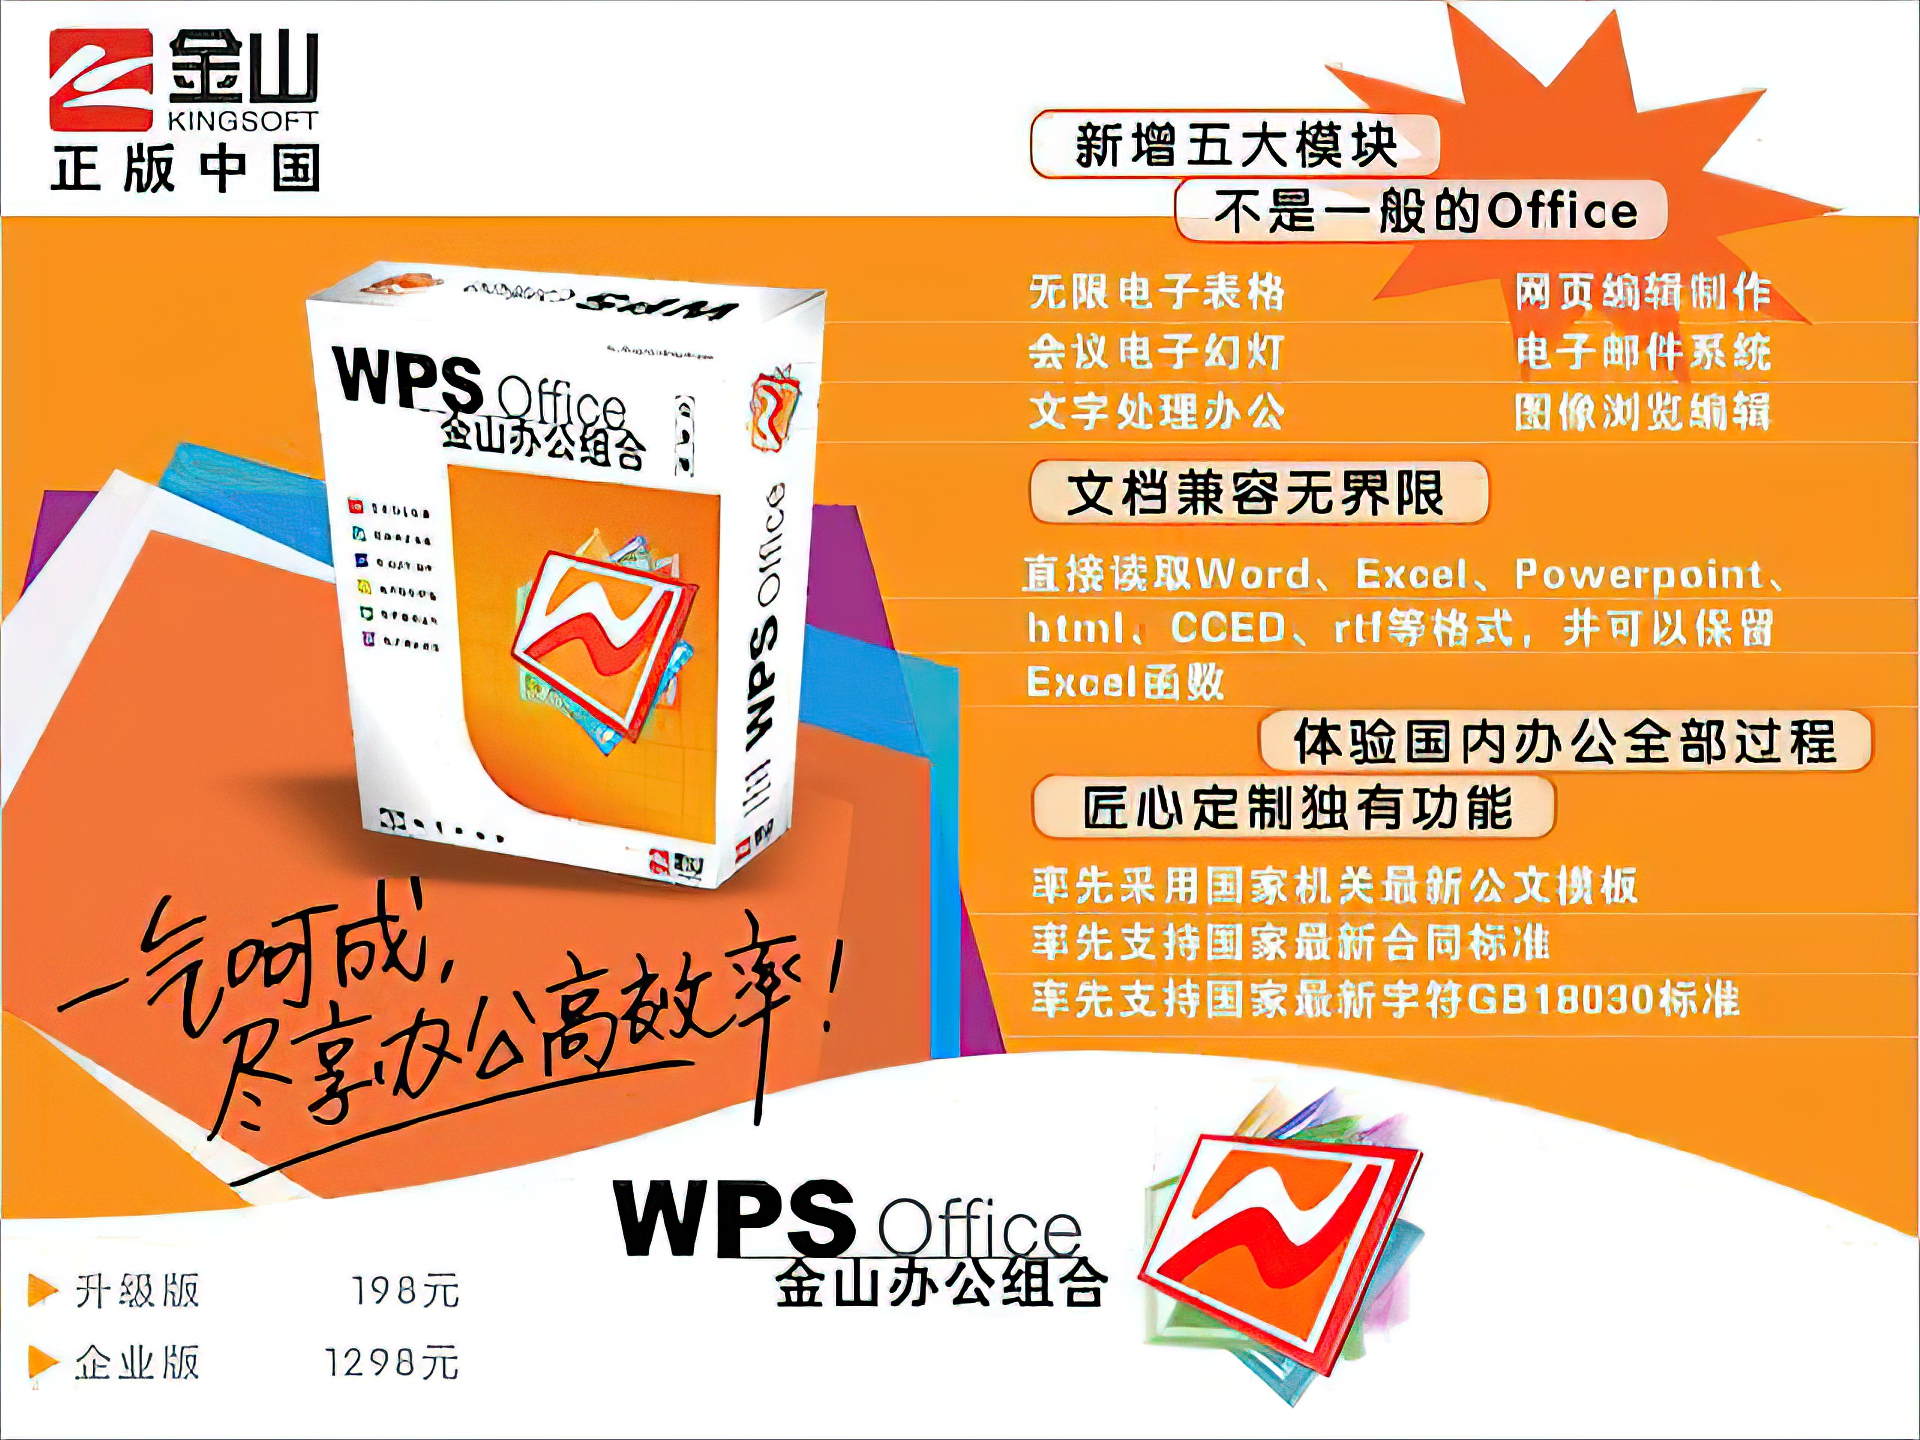 金山
KINGSOFT
正版中国
新增五大模块
不是一般的Office
无限电子表格
网页编辑制作
会议电子幻灯
电子邮件系统
文字处理办公
图像浏览编辑
文档兼容无界限
直接读取Word、Excel、Powerpoint、
html、CCED、rtf等格式，并可以保留
Excel函数
体验国内办公全部过程
匠心定制独有功能
率先采用国家机关最新公文模板
率先支持国家最新合同标准
率先支持国家最新字符GB18030标准
WPS Office
WPS Office
金山办公组合
WPS Office
一气呵成，
尽享办公高效率！
WPS Office
金山办公组合
升级版 198元
企业版 1298元